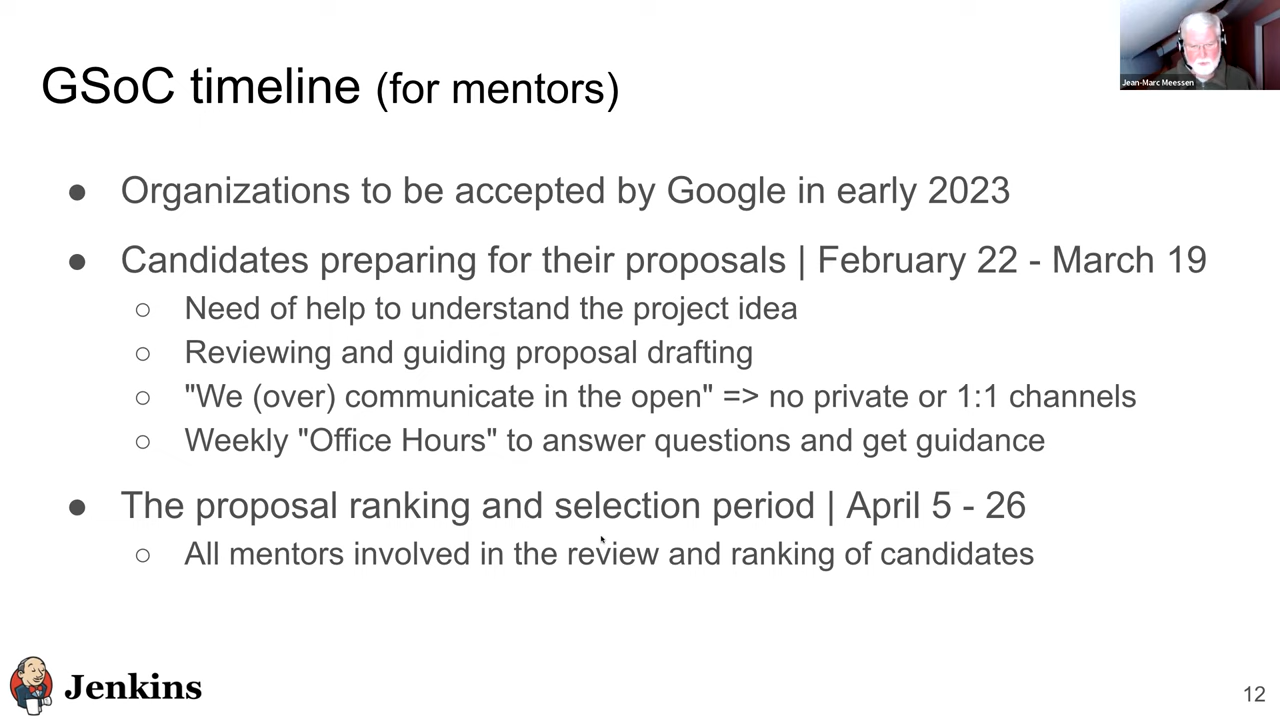 GSoC timeline (for mentors)
Jean-Marc Meessen
● Organizations to be accepted by Google in early 2023
● Candidates preparing for their proposals | February 22 - March 19
○ Need of help to understand the project idea
○ Reviewing and guiding proposal drafting
○ "We (over) communicate in the open" => no private or 1:1 channels
○ Weekly "Office Hours" to answer questions and get guidance
● The proposal ranking and selection period | April 5 - 26
○ All mentors involved in the review and ranking of candidates
Jenkins
12